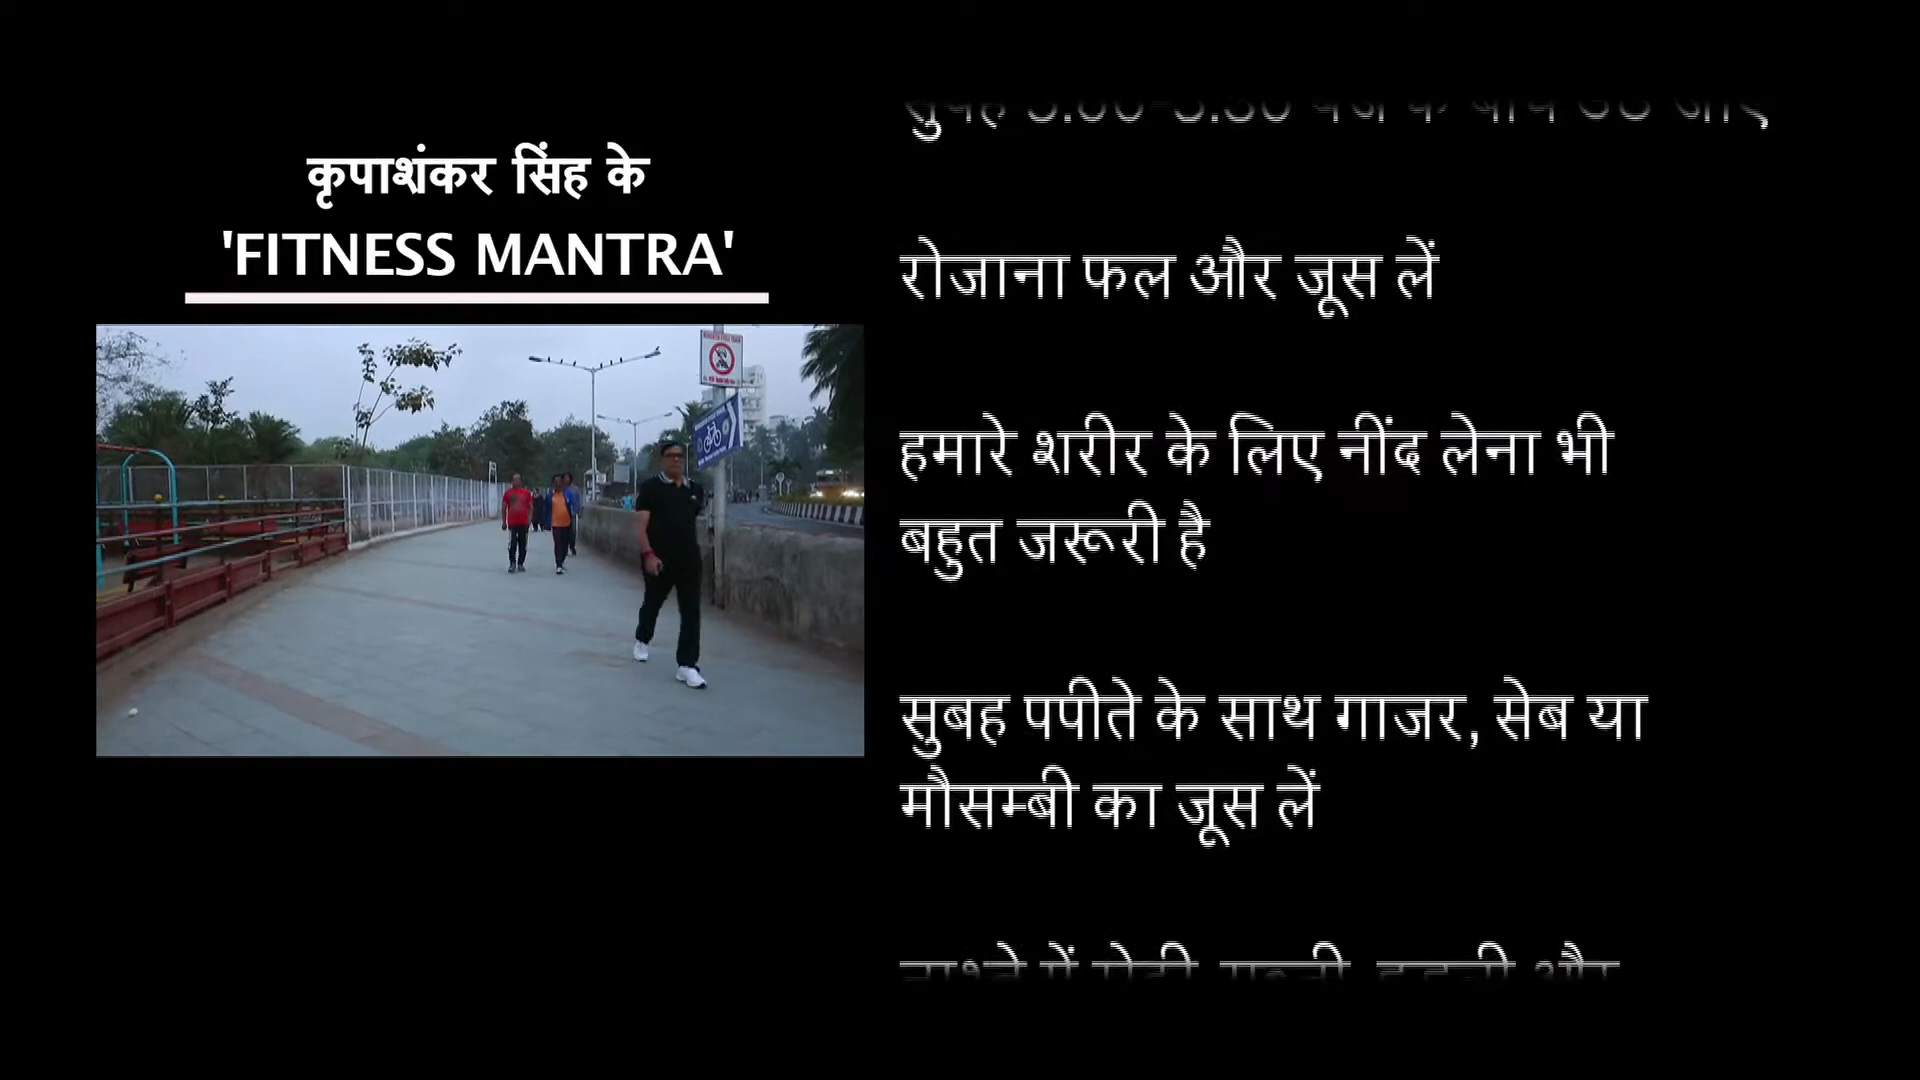 कृपाशंकर सिंह के
'FITNESS MANTRA'
रोजाना फल और जूस लें
हमारे शरीर के लिए नींद लेना भी
बहुत जरूरी है
सुबह पपीते के साथ गाजर, सेब या
मौसम्बी का जूस लें